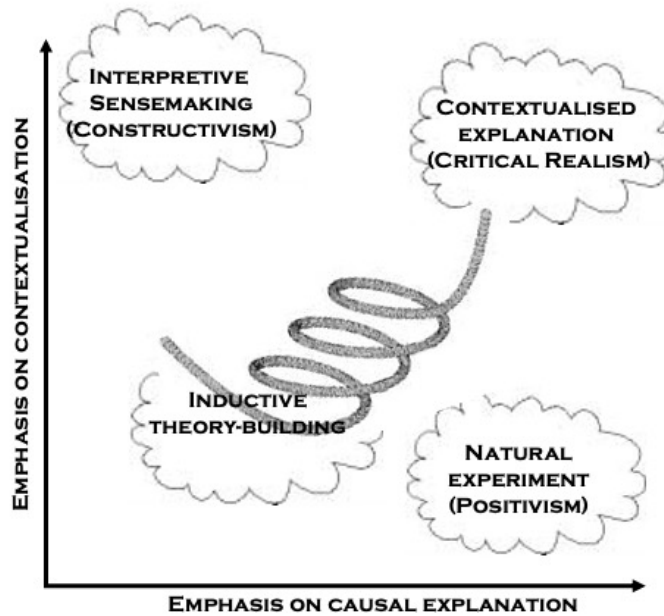 Emphasis on contextualisation
Interpretive
Sensemaking
(Constructivism)
Contextualised
explanation
(Critical Realism)
Inductive
theory-building
Natural
experiment
(Positivism)
Emphasis on causal explanation